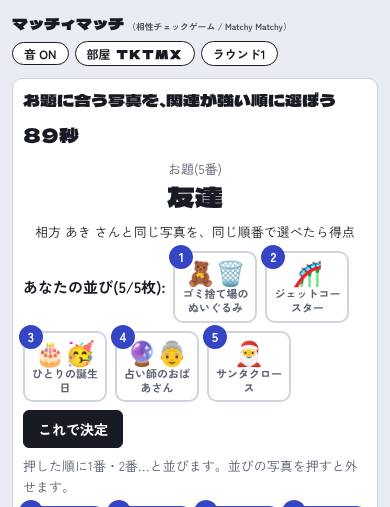 マッチィマッチ （相性チェックゲーム / Matchy Matchy）
音 ON 部屋 TKTMX ラウンド1
お題に合う写真を、関連が強い順に選ぼう
89秒
お題(5番)
友達
相方 あき さんと同じ写真を、同じ順番で選べたら得点
あなたの並び(5/5枚):
1
ゴミ捨て場の
ぬいぐるみ
2
ジェットコー
スター
3
ひとりの誕生
日
4
占い師のおば
あさん
5
サンタクロー
ス
これで決定
押した順に1番・2番…と並びます。並びの写真を押すと外
せます。